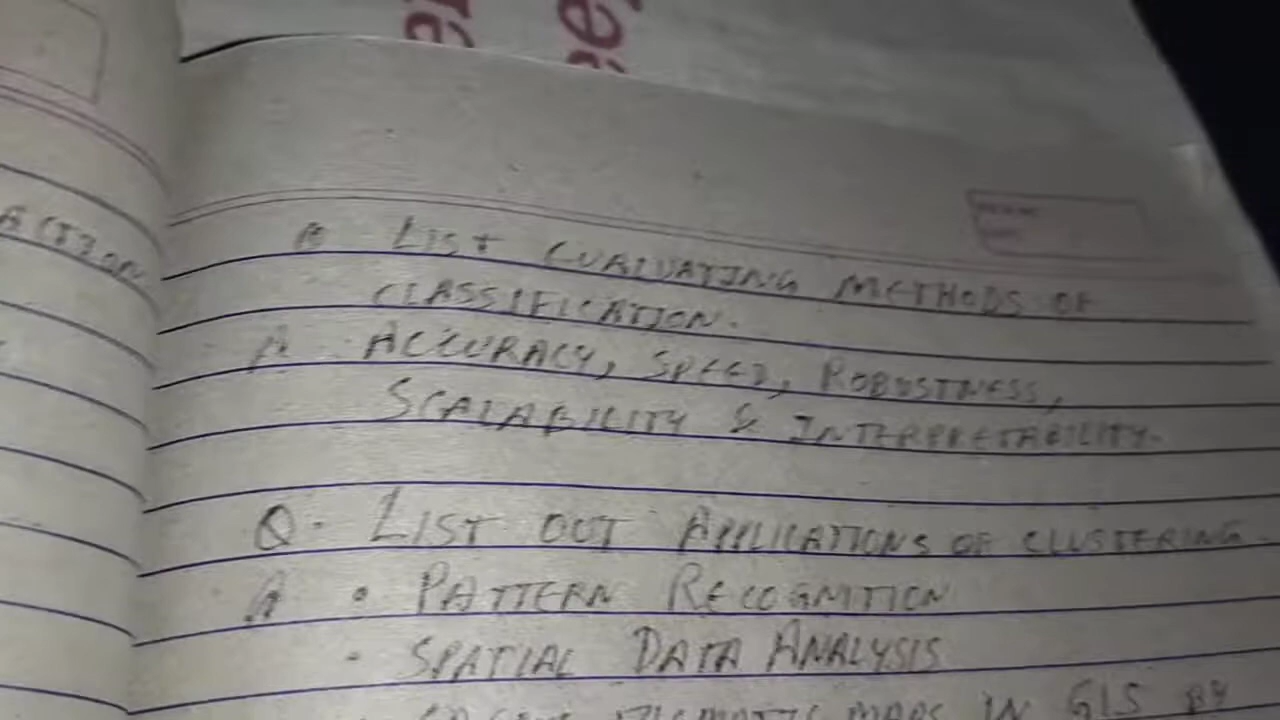 ACTION
LIST EVALUATING METHODS OF
CLASSIFICATION.
A ACCURACY, SPEED, ROBUSTNESS,
SCALABILITY & INTERPRETABILITY.
Q. LIST OUT APPLICATIONS OF CLUSTERING.
A • PATTERN RECOGNITION
• SPATIAL DATA ANALYSIS
MAPS IN GIS BY